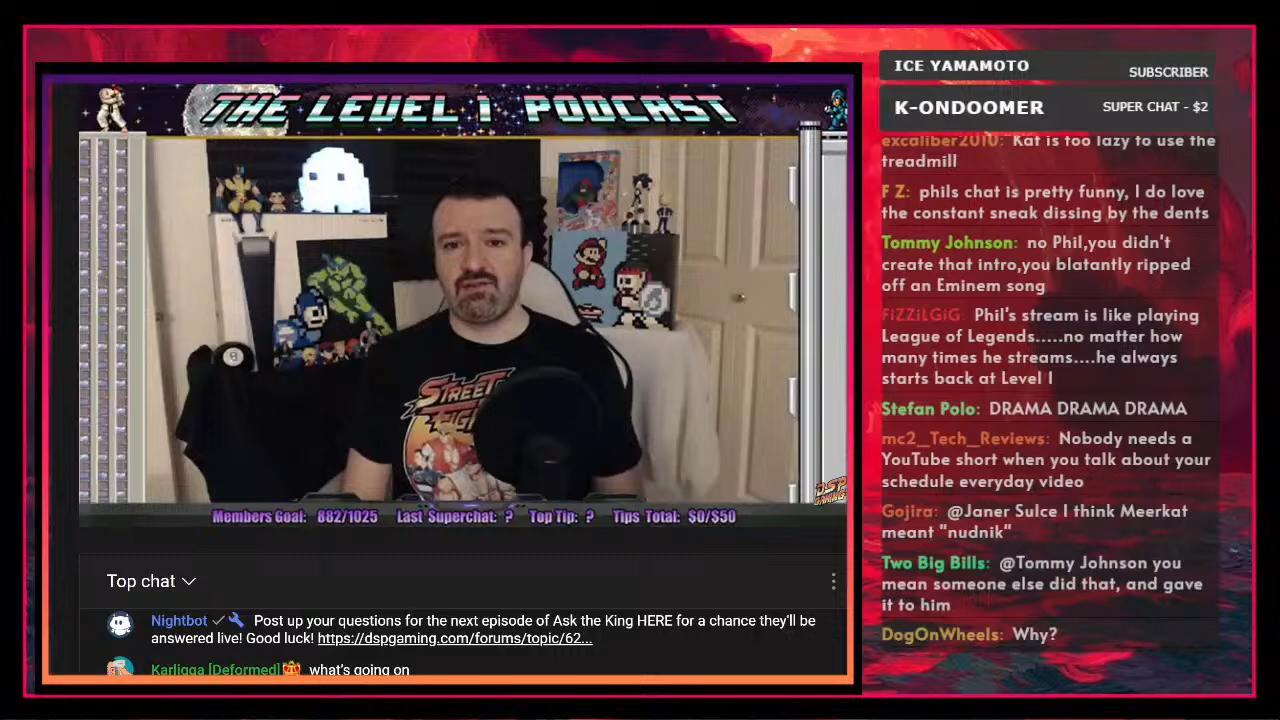 THE LEVEL 1 PODCAST
STREET
FIGH
DSP
GAMING
Members Goal: 882/1025 Last Superchat: ? Top Tip: ? Tips Total: $0/$50
Top chat
Nightbot Post up your questions for the next episode of Ask the King HERE for a chance they'll be
answered live! Good luck! https://dspgaming.com/forums/topic/62...
Karligga [Deformed] what's going on
ICE YAMAMOTO SUBSCRIBER
K-ONDOOMER SUPER CHAT - $2
excaliber2010: Kat is too lazy to use the
treadmill
F Z: phils chat is pretty funny, I do love
the constant sneak dissing by the dents
Tommy Johnson: no Phil,you didn't
create that intro,you blatantly ripped
off an Eminem song
FiZZiLGiG: Phil's stream is like playing
League of Legends.....no matter how
many times he streams....he always
starts back at Level 1
Stefan Polo: DRAMA DRAMA DRAMA
mc2_Tech_Reviews: Nobody needs a
YouTube short when you talk about your
schedule everyday video
Gojira: @Janer Sulce I think Meerkat
meant "nudnik"
Two Big Bills: @Tommy Johnson you
mean someone else did that, and gave
it to him
DogOnWheels: Why?